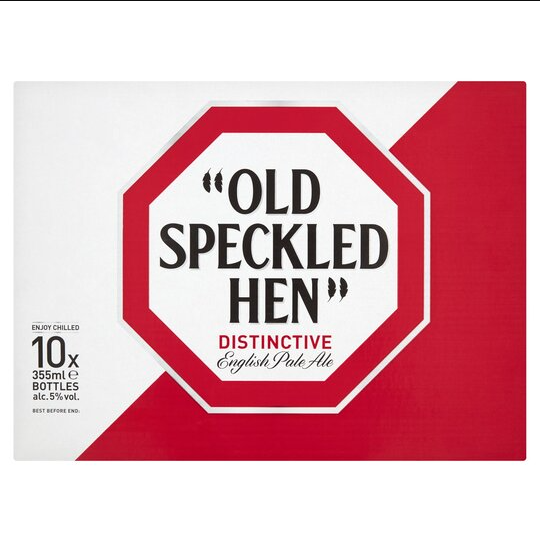 "OLD
SPECKLED
HEN"
DISTINCTIVE
English Pale Ale
ENJOY CHILLED
10x
355ml ℮
BOTTLES
alc. 5% vol.
BEST BEFORE END: